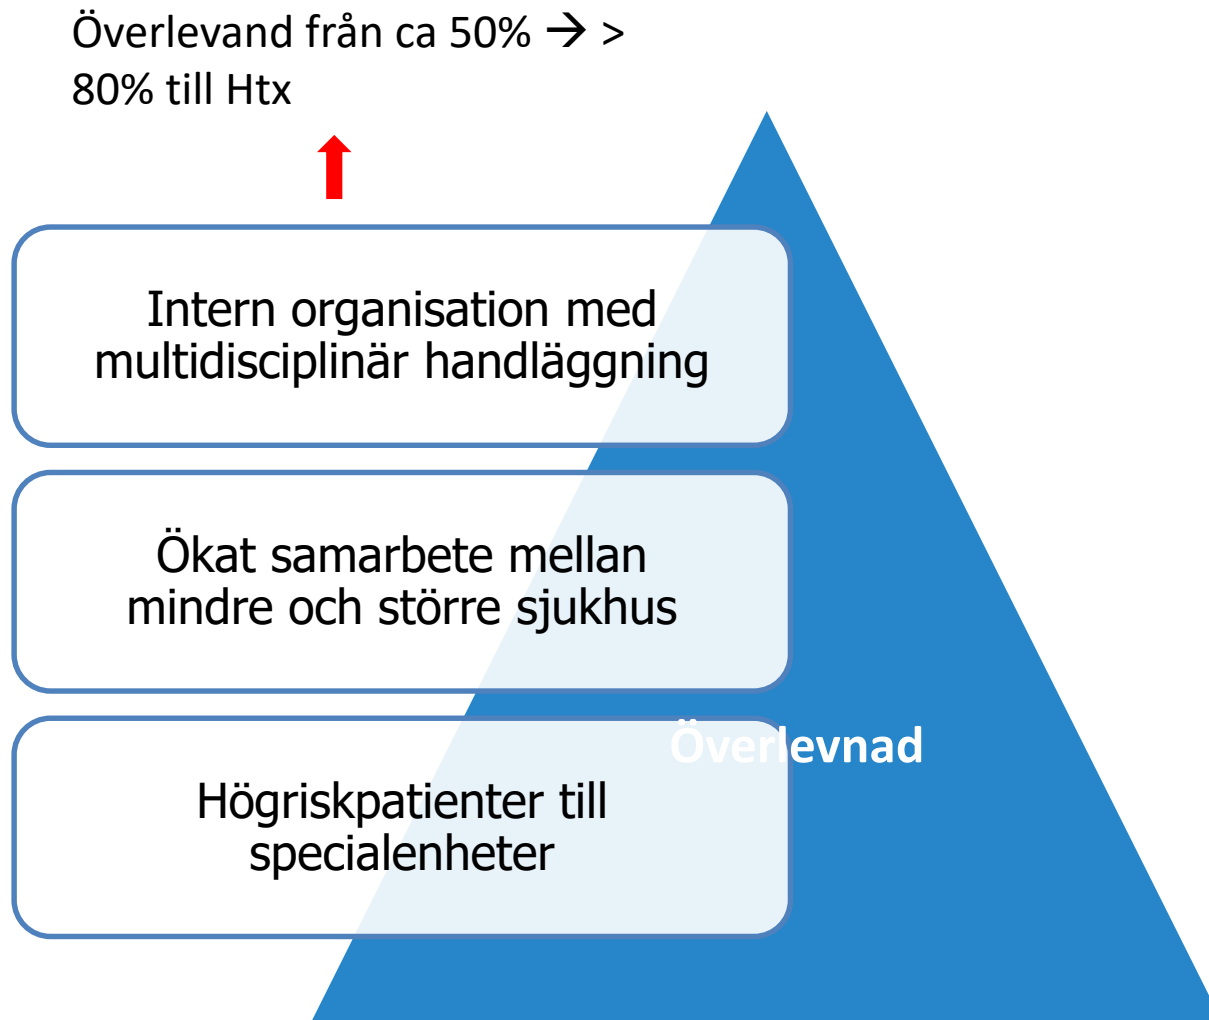 Överlevand från ca 50% → >
80% till Htx
Intern organisation med
multidisciplinär handläggning
Ökat samarbete mellan
mindre och större sjukhus
Överlevnad
Högriskpatienter till
specialenheter